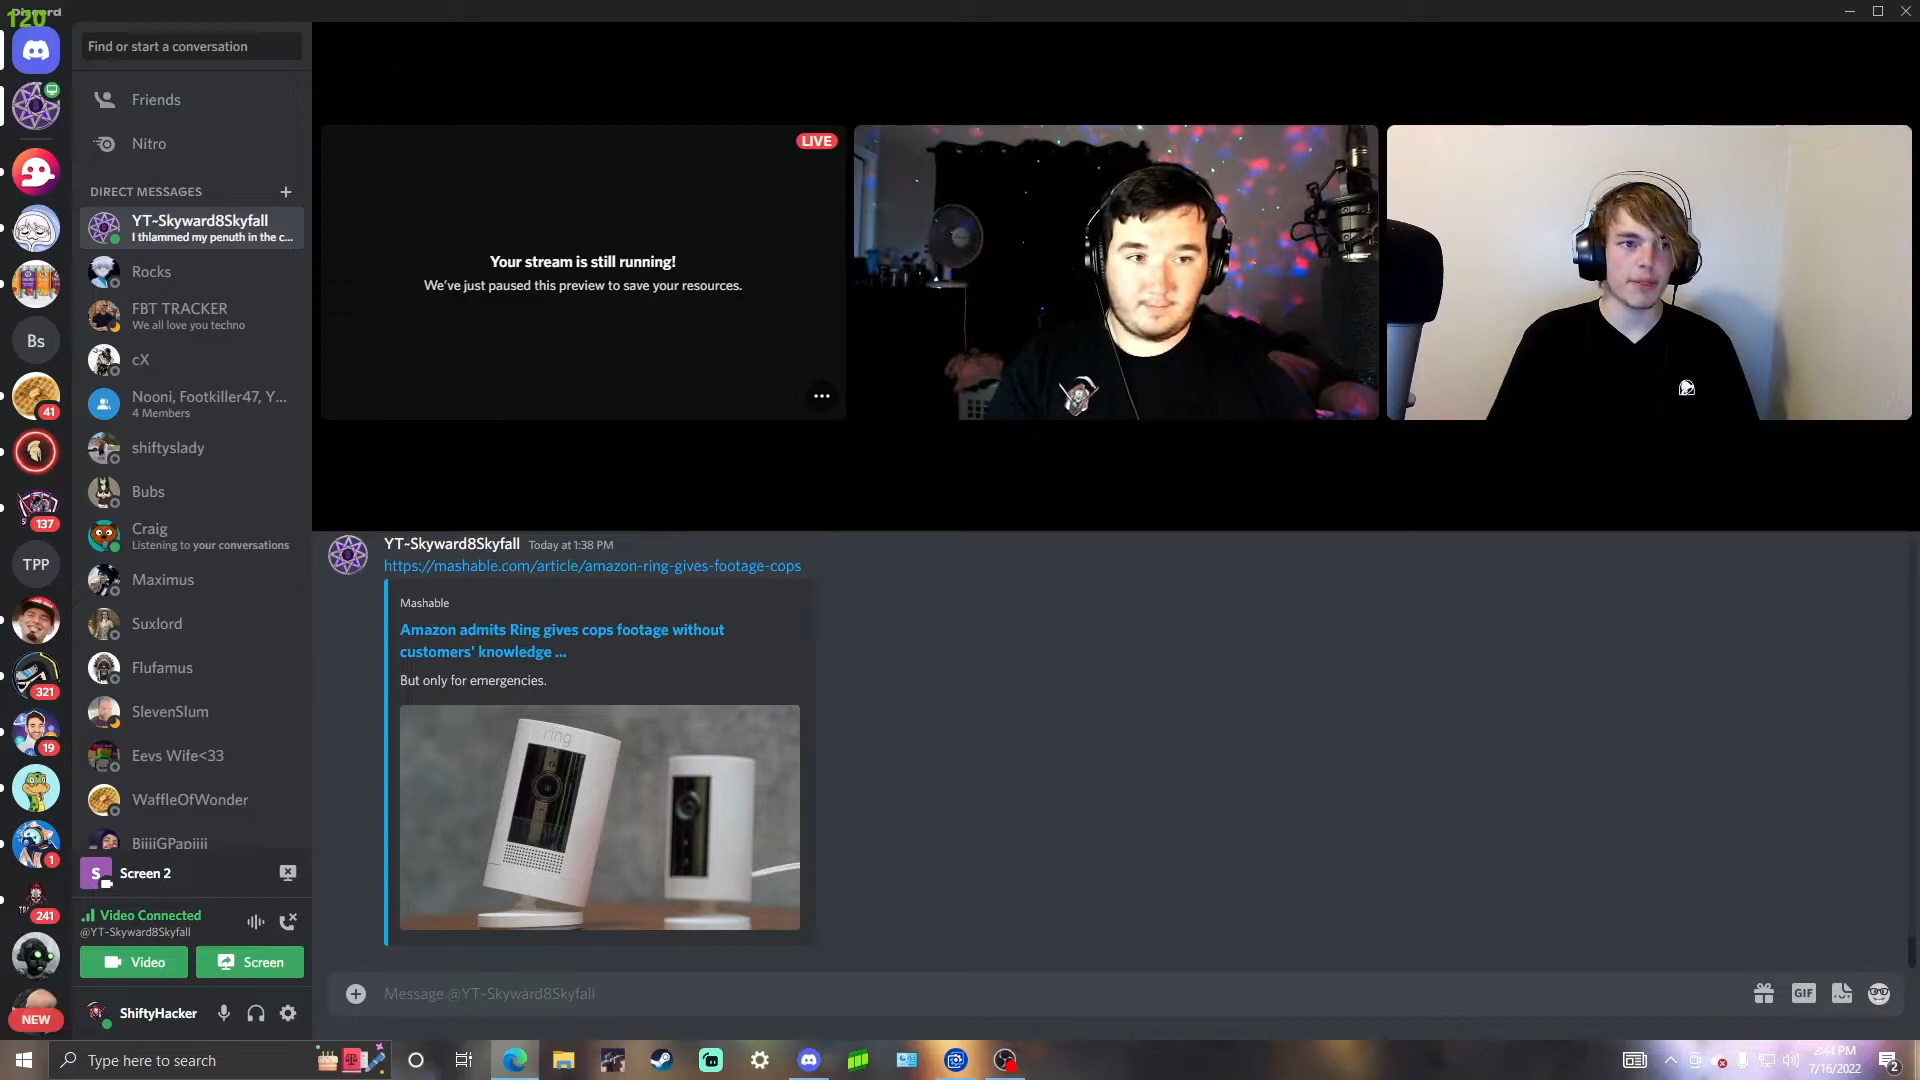 Discord
120
Find or start a conversation
Friends
Nitro
DIRECT MESSAGES
YT~Skyward8Skyfall
I thlammed my penuth in the c...
Rocks
FBT TRACKER
We all love you techno
cX
Nooni, Footkiller47, Y...
4 Members
shiftyslady
Bubs
Craig
Listening to your conversations
Maximus
Suxlord
Flufamus
SlevenSlum
Eevs Wife<33
WaffleOfWonder
BiiiiGPapiiii
S
Screen 2
Video Connected
@YT-Skyward8Skyfall
Video
Screen
ShiftyHacker
Bs
41
137
TPP
321
19
1
241
NEW
LIVE
Your stream is still running!
We've just paused this preview to save your resources.
YT~Skyward8Skyfall Today at 1:38 PM
https://mashable.com/article/amazon-ring-gives-footage-cops
Mashable
Amazon admits Ring gives cops footage without
customers' knowledge ...
But only for emergencies.
ring
Message @YT-Skyward8Skyfall
GIF
Type here to search
2:44 PM
7/16/2022
2